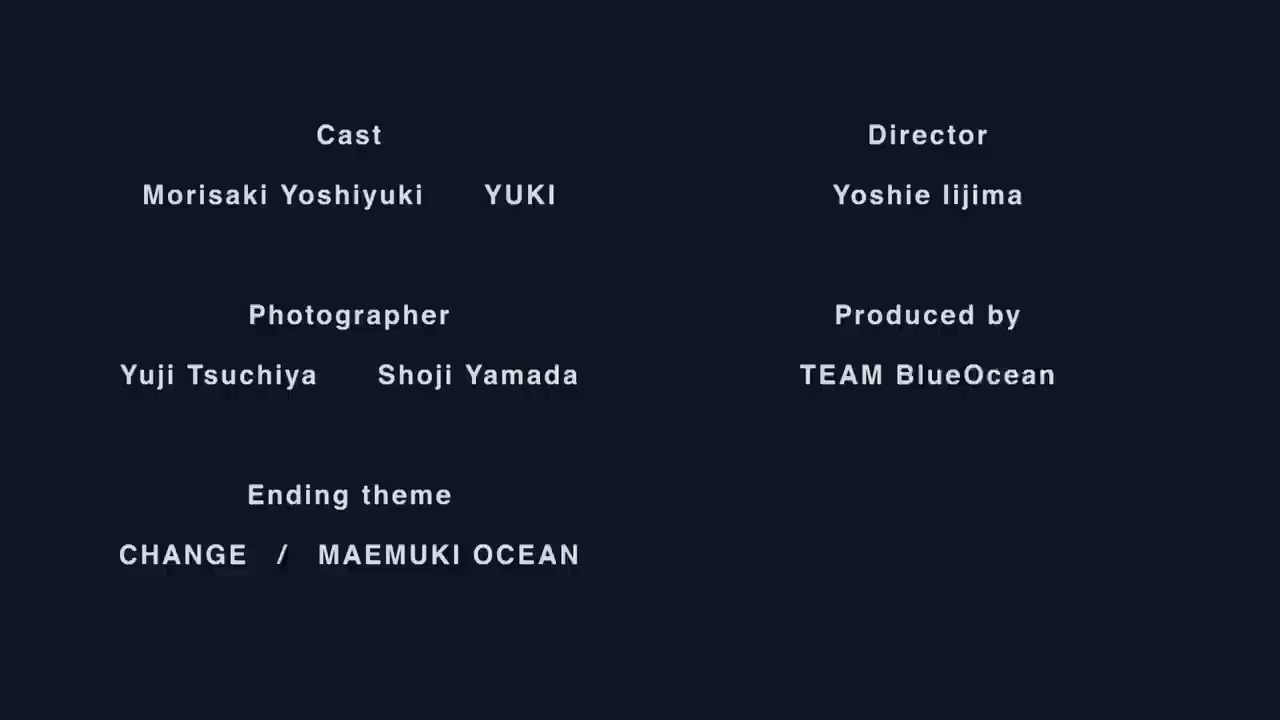 Cast
Morisaki Yoshiyuki YUKI
Director
Yoshie Iijima
Photographer
Yuji Tsuchiya Shoji Yamada
Produced by
TEAM BlueOcean
Ending theme
CHANGE / MAEMUKI OCEAN